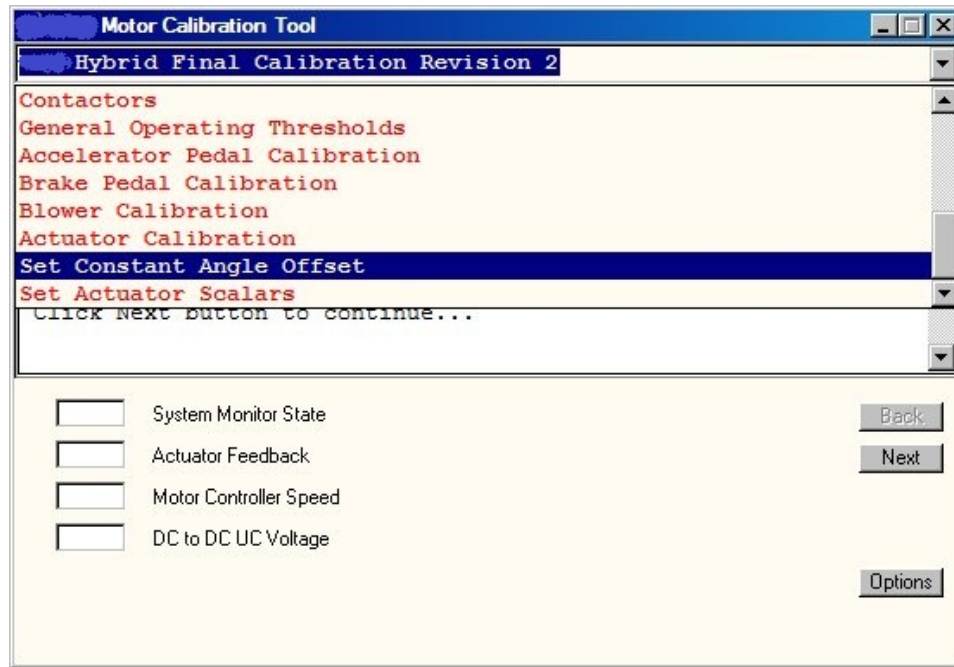 Motor Calibration Tool
Hybrid Final Calibration Revision 2
Contactors
General Operating Thresholds
Accelerator Pedal Calibration
Brake Pedal Calibration
Blower Calibration
Actuator Calibration
Set Constant Angle Offset
Set Actuator Scalars
Click Next button to continue...
System Monitor State
Back
Actuator Feedback
Next
Motor Controller Speed
DC to DC UC Voltage
Options